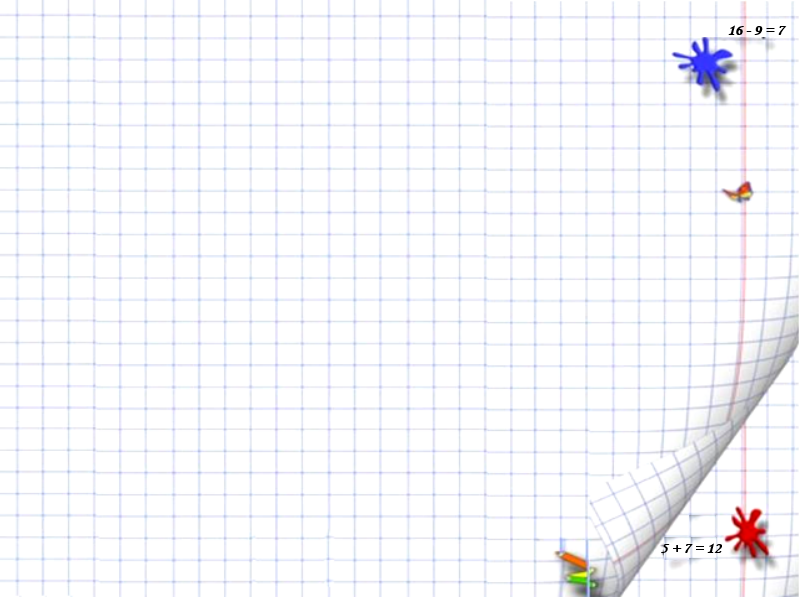 16 - 9 = 7
5 + 7 = 12